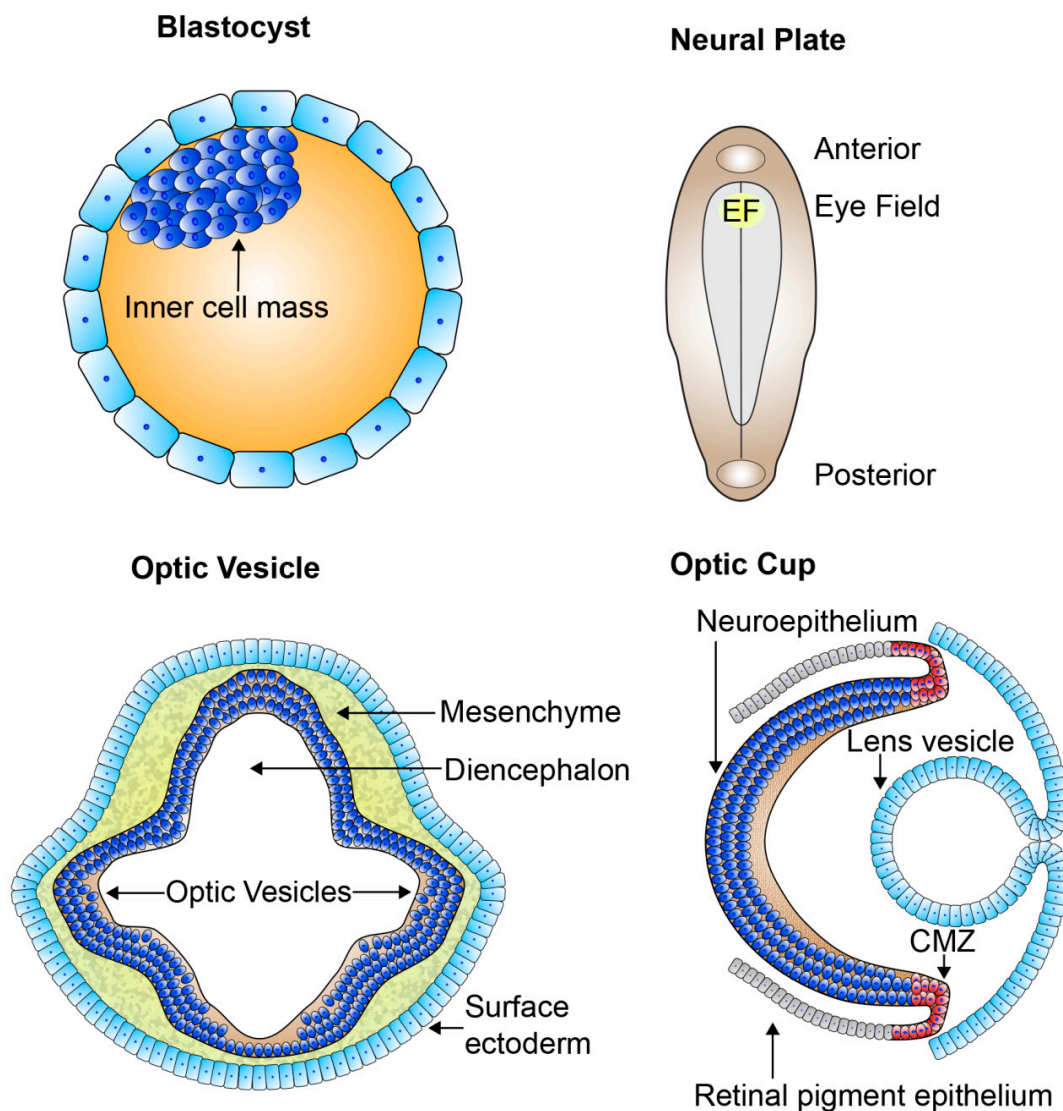 Blastocyst
Inner cell mass
Neural Plate
Anterior
EF
Eye Field
Posterior
Optic Vesicle
Mesenchyme
Diencephalon
Optic Vesicles
Surface
ectoderm
Optic Cup
Neuroepithelium
Lens vesicle
CMZ
Retinal pigment epithelium